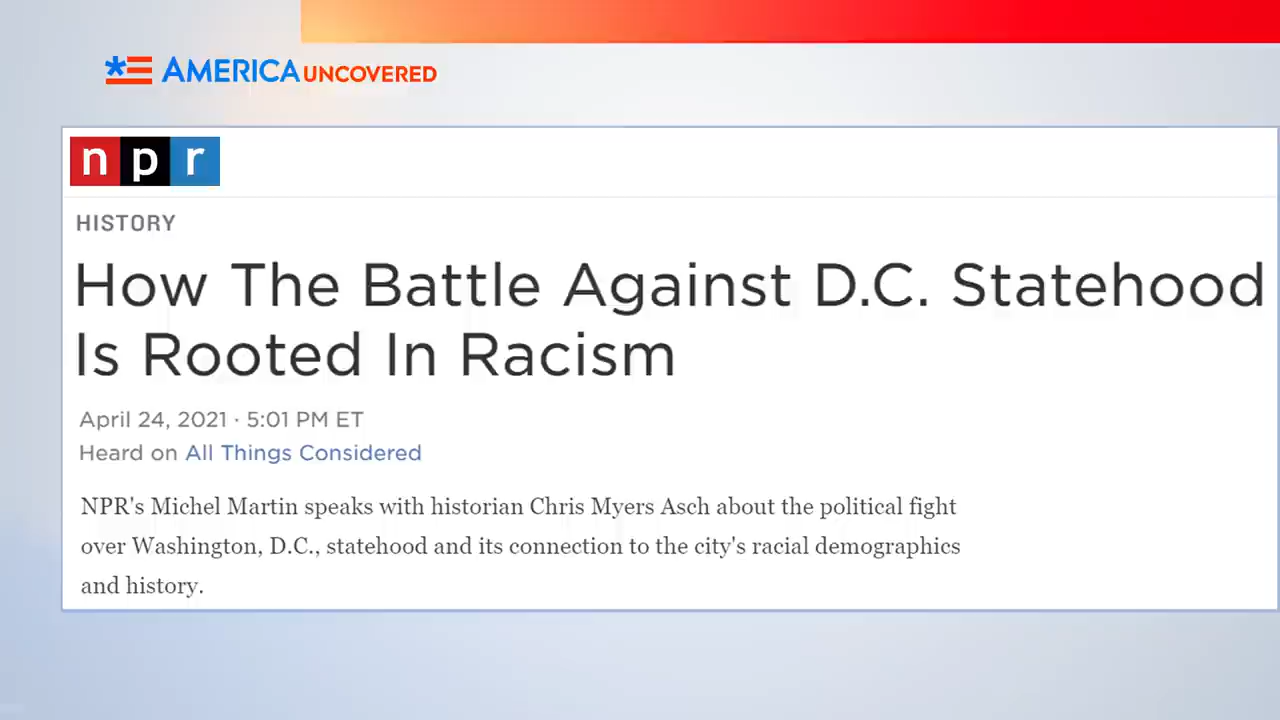 AMERICA UNCOVERED
npr
HISTORY
How The Battle Against D.C. Statehood
Is Rooted In Racism
April 24, 2021 · 5:01 PM ET
Heard on All Things Considered
NPR's Michel Martin speaks with historian Chris Myers Asch about the political fight
over Washington, D.C., statehood and its connection to the city's racial demographics
and history.